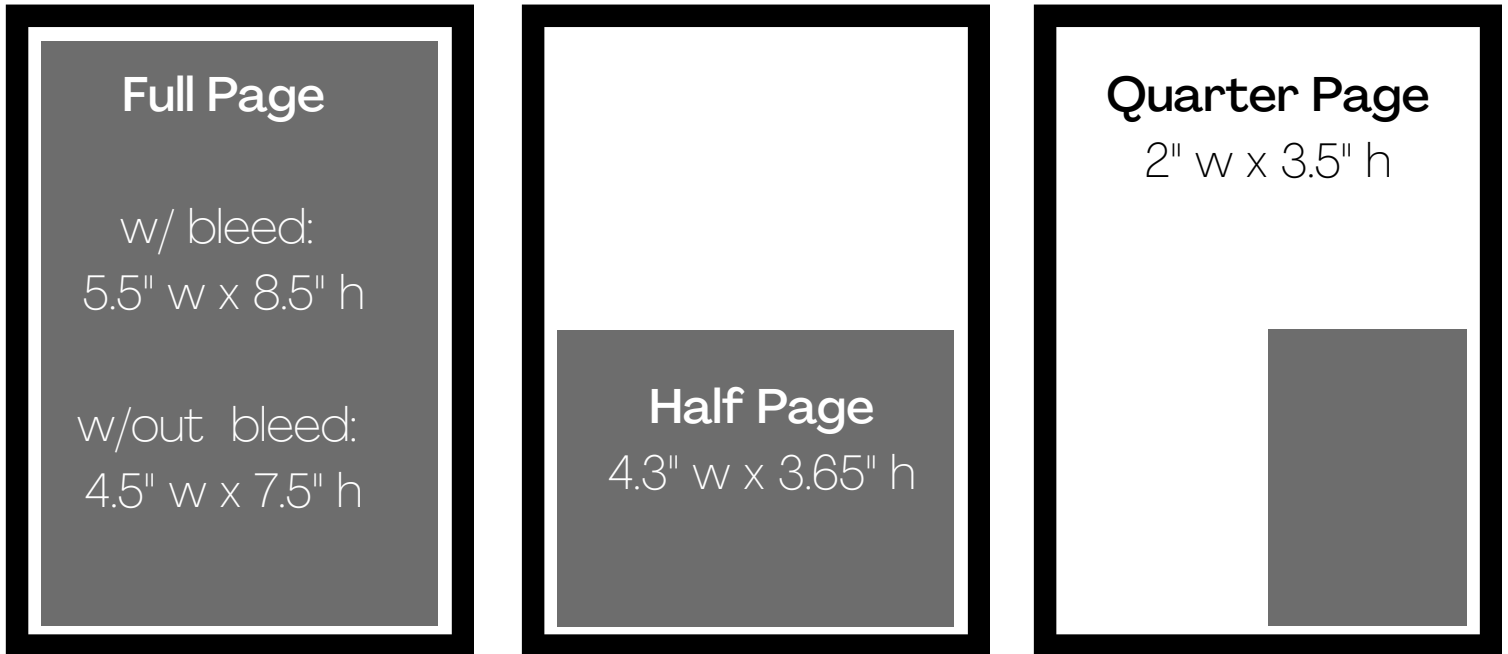 Full Page
w/ bleed:
5.5" w x 8.5" h
w/out bleed:
4.5" w x 7.5" h
Half Page
4.3" w x 3.65" h
Quarter Page
2" w x 3.5" h